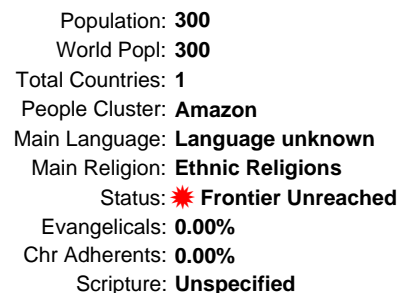 Population: 300
World Popl: 300
Total Countries: 1
People Cluster: Amazon
Main Language: Language unknown
Main Religion: Ethnic Religions
Status: Frontier Unreached
Evangelicals: 0.00%
Chr Adherents: 0.00%
Scripture: Unspecified